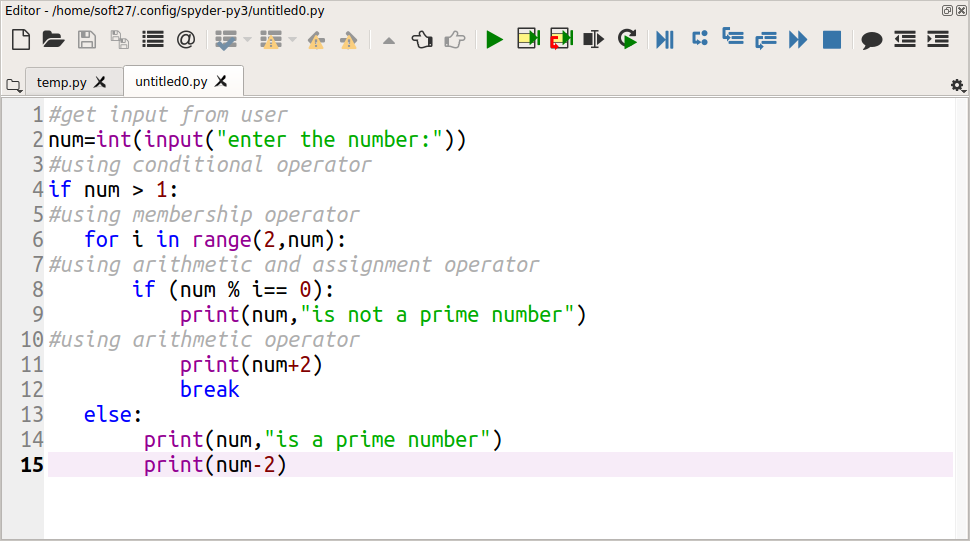 Editor - /home/soft27/.config/spyder-py3/untitled0.py
temp.py
untitled0.py
1 #get input from user
2 num=int(input("enter the number:"))
3 #using conditional operator
4 if num > 1:
5 #using membership operator
6    for i in range(2,num):
7 #using arithmetic and assignment operator
8        if (num % i== 0):
9            print(num,"is not a prime number")
10 #using arithmetic operator
11            print(num+2)
12            break
13    else:
14         print(num,"is a prime number")
15         print(num-2)